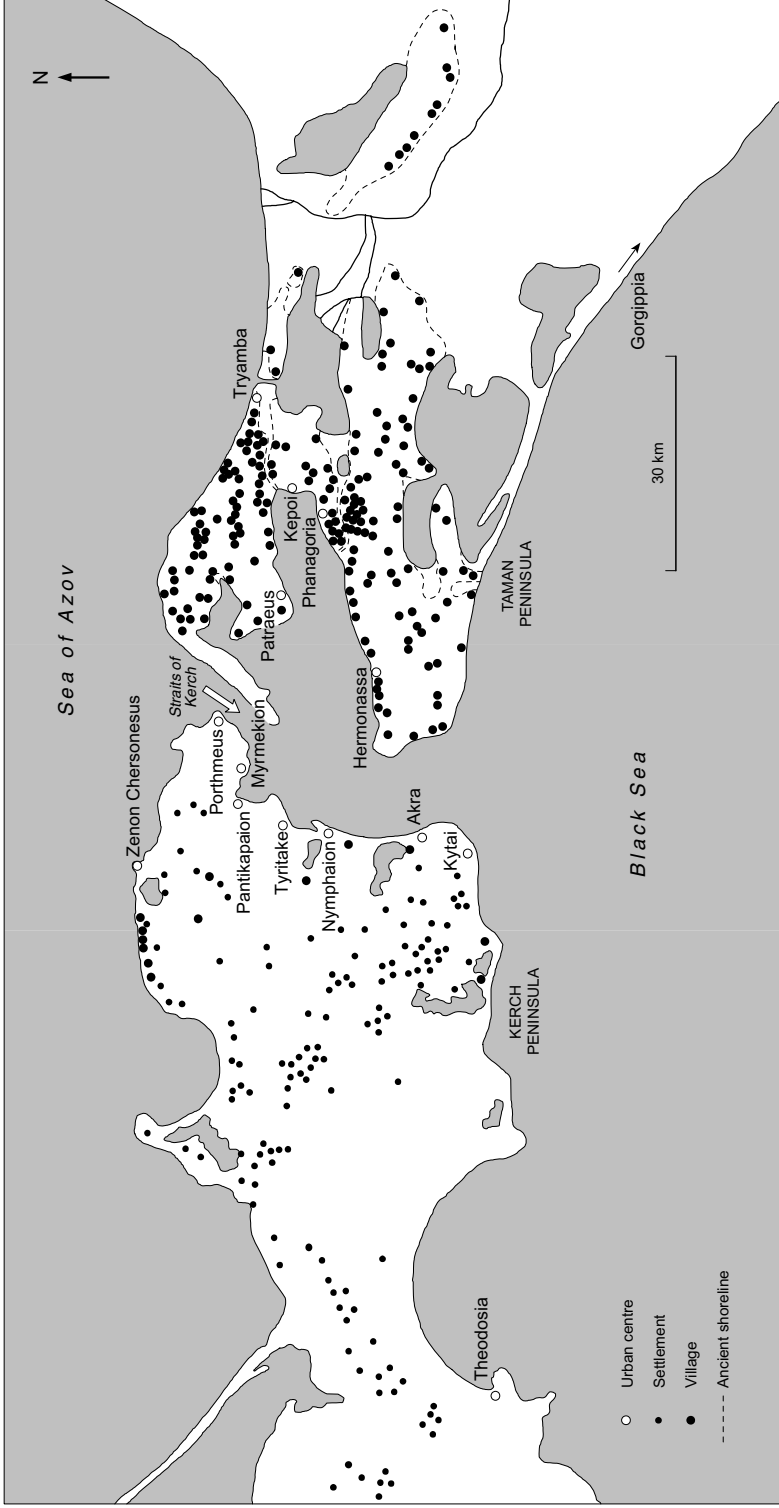 N
Sea of Azov
Zenon Chersonesus
Straits of
Kerch
Porthmeus
Myrmekion
Pantikapaion
Tyritake
Nymphaion
Akra
Kytai
KERCH
PENINSULA
Theodosia
Tryamba
Kepoi
Phanagoria
Patraeus
Hermonassa
TAMAN
PENINSULA
Gorgippia
Black Sea
30 km
Urban centre
Settlement
Village
Ancient shoreline